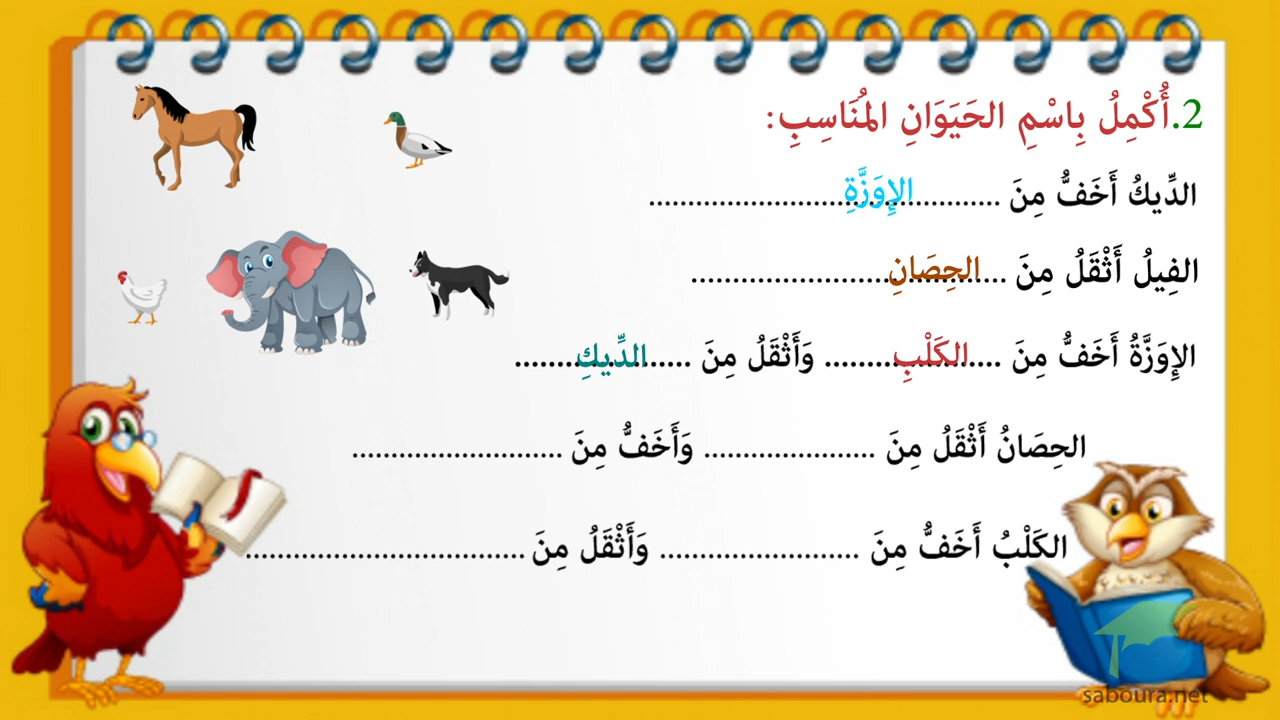 2.أُكْمِلُ بِاسْمِ الحَيَوَانِ المُنَاسِبِ:
الدِّيكُ أَخَفُّ مِنَ ........الإِوَزَّةِ........
الفِيلُ أَثْقَلُ مِنَ ........الحِصَانِ........
الإِوَزَّةُ أَخَفُّ مِنَ ........الكَلْبِ........ وَأَثْقَلُ مِنَ ........الدِّيكِ........
الحِصَانُ أَثْقَلُ مِنَ ........................ وَأَخَفُّ مِنَ ........................
الكَلْبُ أَخَفُّ مِنَ ........................ وَأَثْقَلُ مِنَ ........................
saboura.net